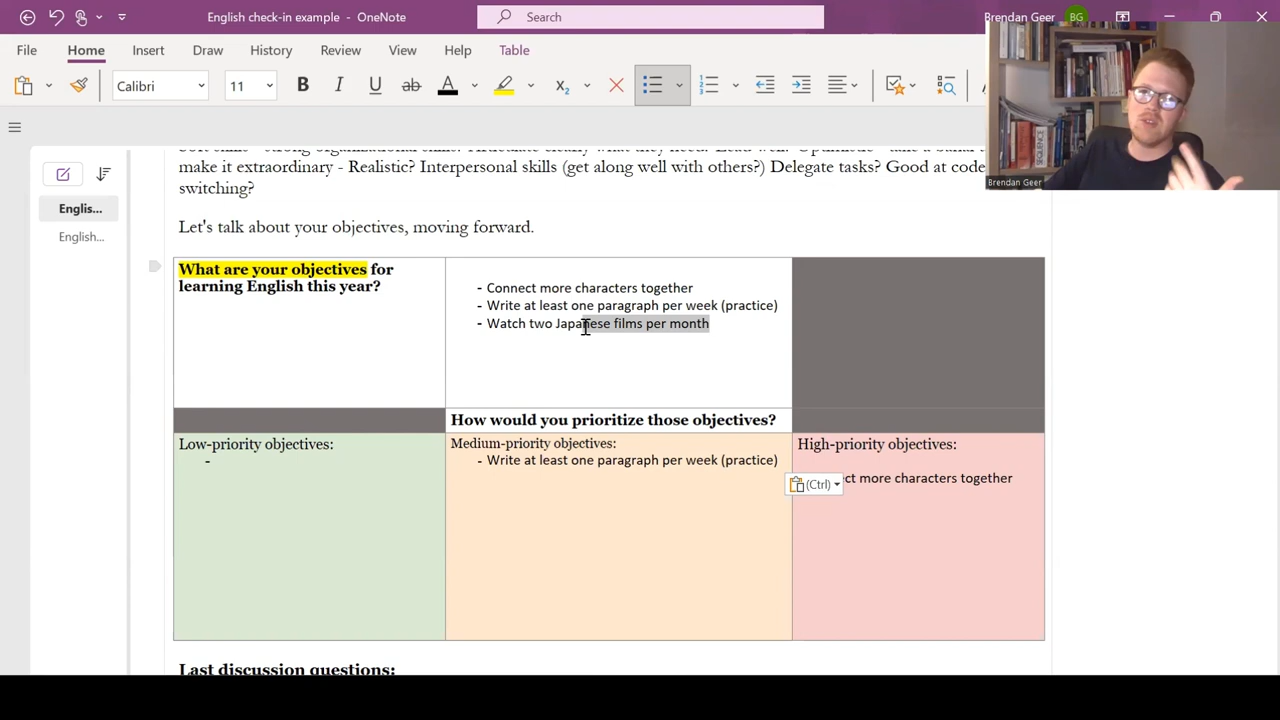 English check-in example - OneNote
Search
Brendan Geer
BG
File
Home
Insert
Draw
History
Review
View
Help
Table
Calibri
11
B I U ab A x₂
make it extraordinary - Realistic? Interpersonal skills (get along well with others?) Delegate tasks? Good at code
switching?
Let's talk about your objectives, moving forward.
Englis...
English...
What are your objectives for
learning English this year?
- Connect more characters together
- Write at least one paragraph per week (practice)
- Watch two Japanese films per month
How would you prioritize those objectives?
Low-priority objectives:
-
Medium-priority objectives:
- Write at least one paragraph per week (practice)
High-priority objectives:
ect more characters together
(Ctrl)
Last discussion questions:
Brendan Geer
SEQUENCE